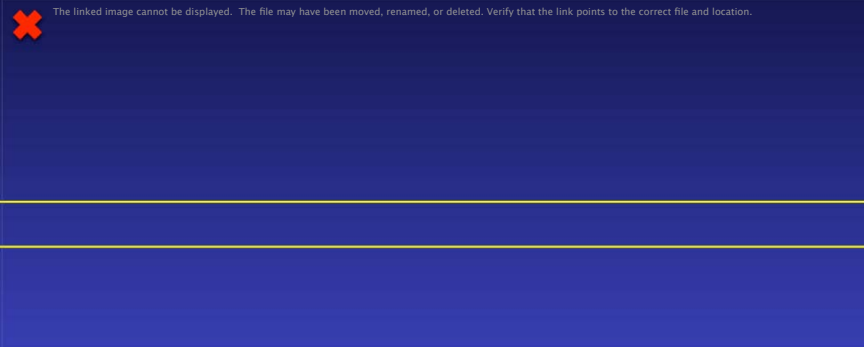 The linked image cannot be displayed.  The file may have been moved, renamed, or deleted. Verify that the link points to the correct file and location.